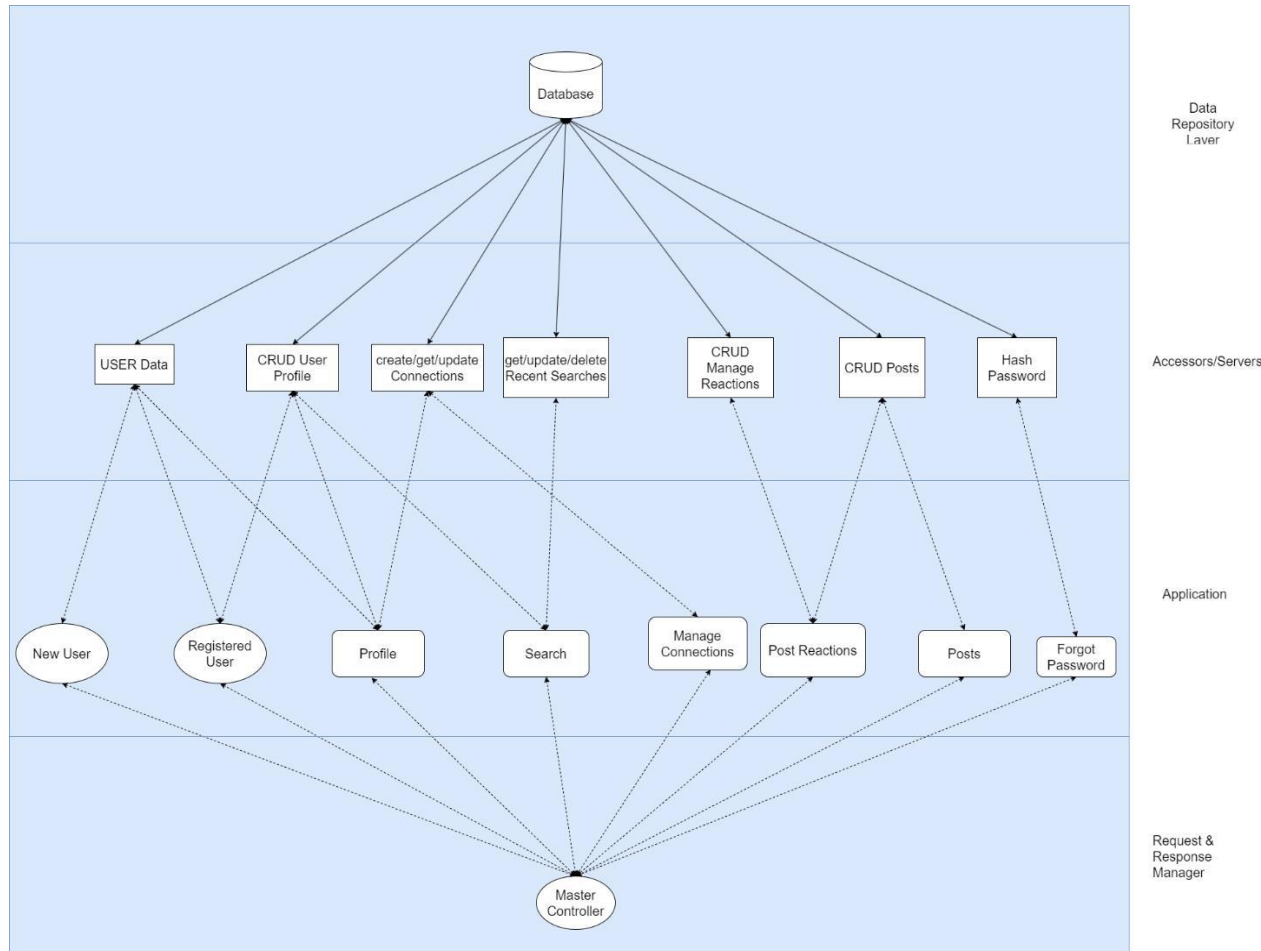 Database
Data
Repository
Layer
USER Data
CRUD User
Profile
create/get/update
Connections
get/update/delete
Recent Searches
CRUD
Manage
Reactions
CRUD Posts
Hash
Password
Accessors/Servers
New User
Registered
User
Profile
Search
Manage
Connections
Post Reactions
Posts
Forgot
Password
Application
Master
Controller
Request &
Response
Manager